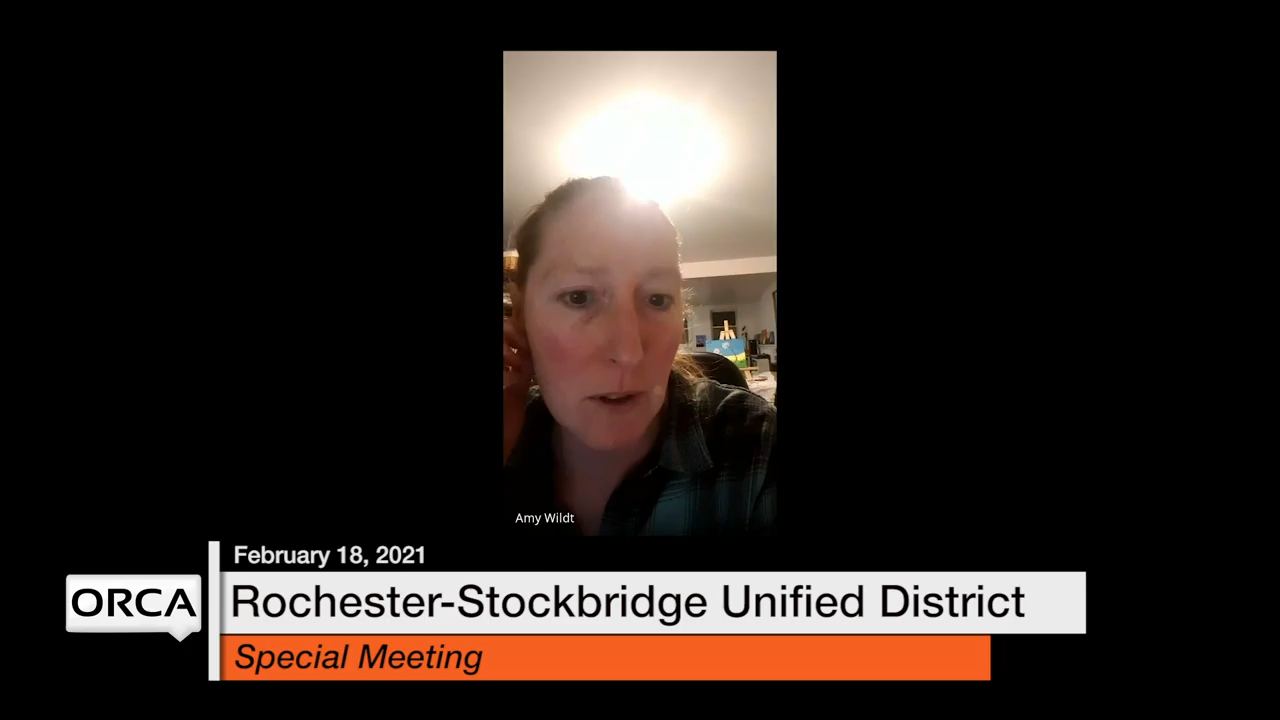 Amy Wildt
February 18, 2021
ORCA
Rochester-Stockbridge Unified District
Special Meeting